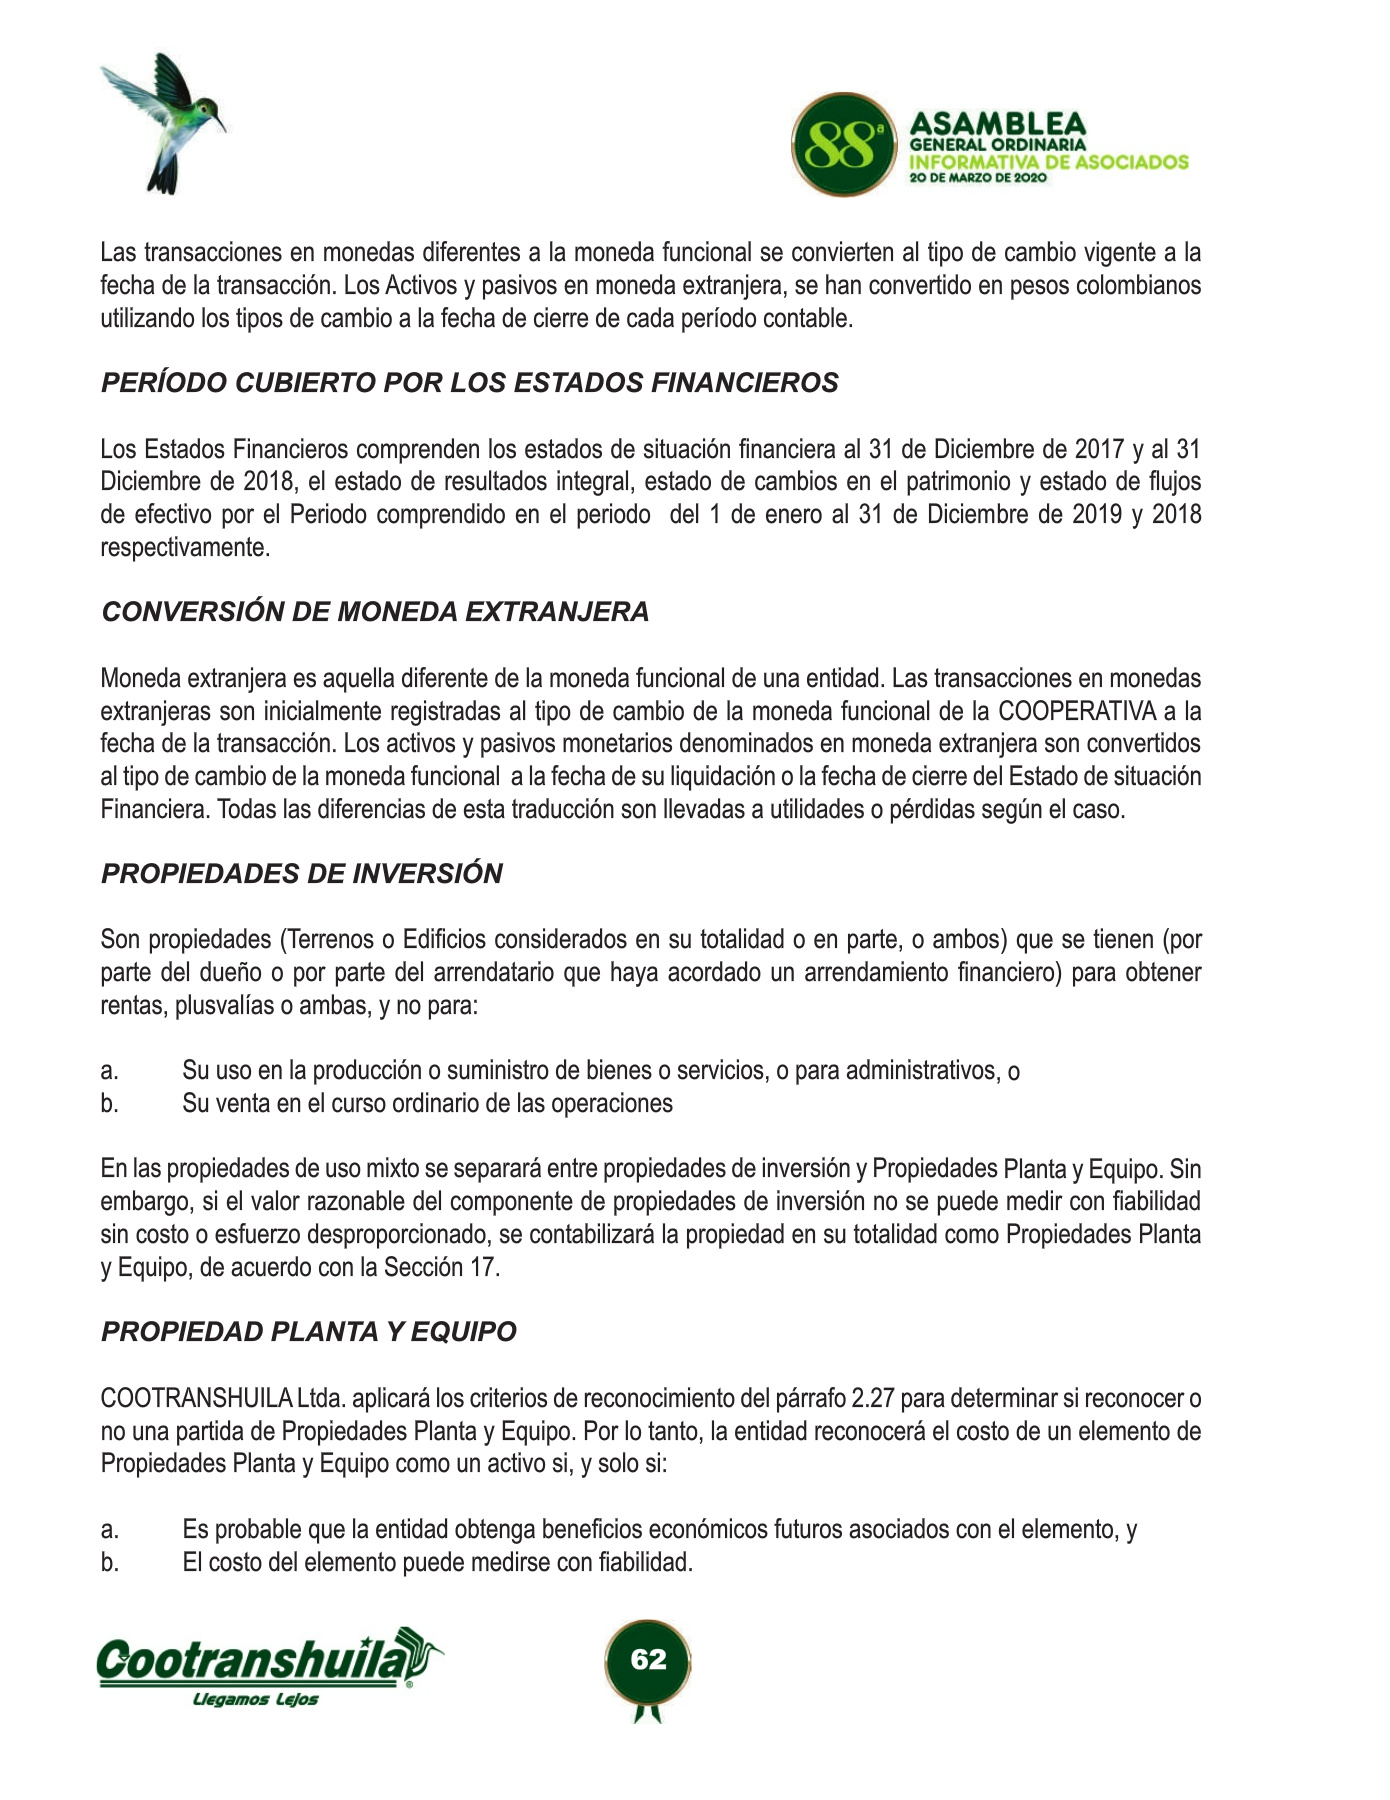 88ª
ASAMBLEA
GENERAL ORDINARIA
INFORMATIVA DE ASOCIADOS
20 DE MARZO DE 2020
Las transacciones en monedas diferentes a la moneda funcional se convierten al tipo de cambio vigente a la
fecha de la transacción. Los Activos y pasivos en moneda extranjera, se han convertido en pesos colombianos
utilizando los tipos de cambio a la fecha de cierre de cada período contable.
PERÍODO CUBIERTO POR LOS ESTADOS FINANCIEROS
Los Estados Financieros comprenden los estados de situación financiera al 31 de Diciembre de 2017 y al 31
Diciembre de 2018, el estado de resultados integral, estado de cambios en el patrimonio y estado de flujos
de efectivo por el Periodo comprendido en el periodo  del 1 de enero al 31 de Diciembre de 2019 y 2018
respectivamente.
CONVERSIÓN DE MONEDA EXTRANJERA
Moneda extranjera es aquella diferente de la moneda funcional de una entidad. Las transacciones en monedas
extranjeras son inicialmente registradas al tipo de cambio de la moneda funcional de la COOPERATIVA a la
fecha de la transacción. Los activos y pasivos monetarios denominados en moneda extranjera son convertidos
al tipo de cambio de la moneda funcional  a la fecha de su liquidación o la fecha de cierre del Estado de situación
Financiera. Todas las diferencias de esta traducción son llevadas a utilidades o pérdidas según el caso.
PROPIEDADES DE INVERSIÓN
Son propiedades (Terrenos o Edificios considerados en su totalidad o en parte, o ambos) que se tienen (por
parte del dueño o por parte del arrendatario que haya acordado un arrendamiento financiero) para obtener
rentas, plusvalías o ambas, y no para:
a. Su uso en la producción o suministro de bienes o servicios, o para administrativos, o
b. Su venta en el curso ordinario de las operaciones
En las propiedades de uso mixto se separará entre propiedades de inversión y Propiedades Planta y Equipo. Sin
embargo, si el valor razonable del componente de propiedades de inversión no se puede medir con fiabilidad
sin costo o esfuerzo desproporcionado, se contabilizará la propiedad en su totalidad como Propiedades Planta
y Equipo, de acuerdo con la Sección 17.
PROPIEDAD PLANTA Y EQUIPO
COOTRANSHUILA Ltda. aplicará los criterios de reconocimiento del párrafo 2.27 para determinar si reconocer o
no una partida de Propiedades Planta y Equipo. Por lo tanto, la entidad reconocerá el costo de un elemento de
Propiedades Planta y Equipo como un activo si, y solo si:
a. Es probable que la entidad obtenga beneficios económicos futuros asociados con el elemento, y
b. El costo del elemento puede medirse con fiabilidad.
Cootranshuila®
Llegamos Lejos
62